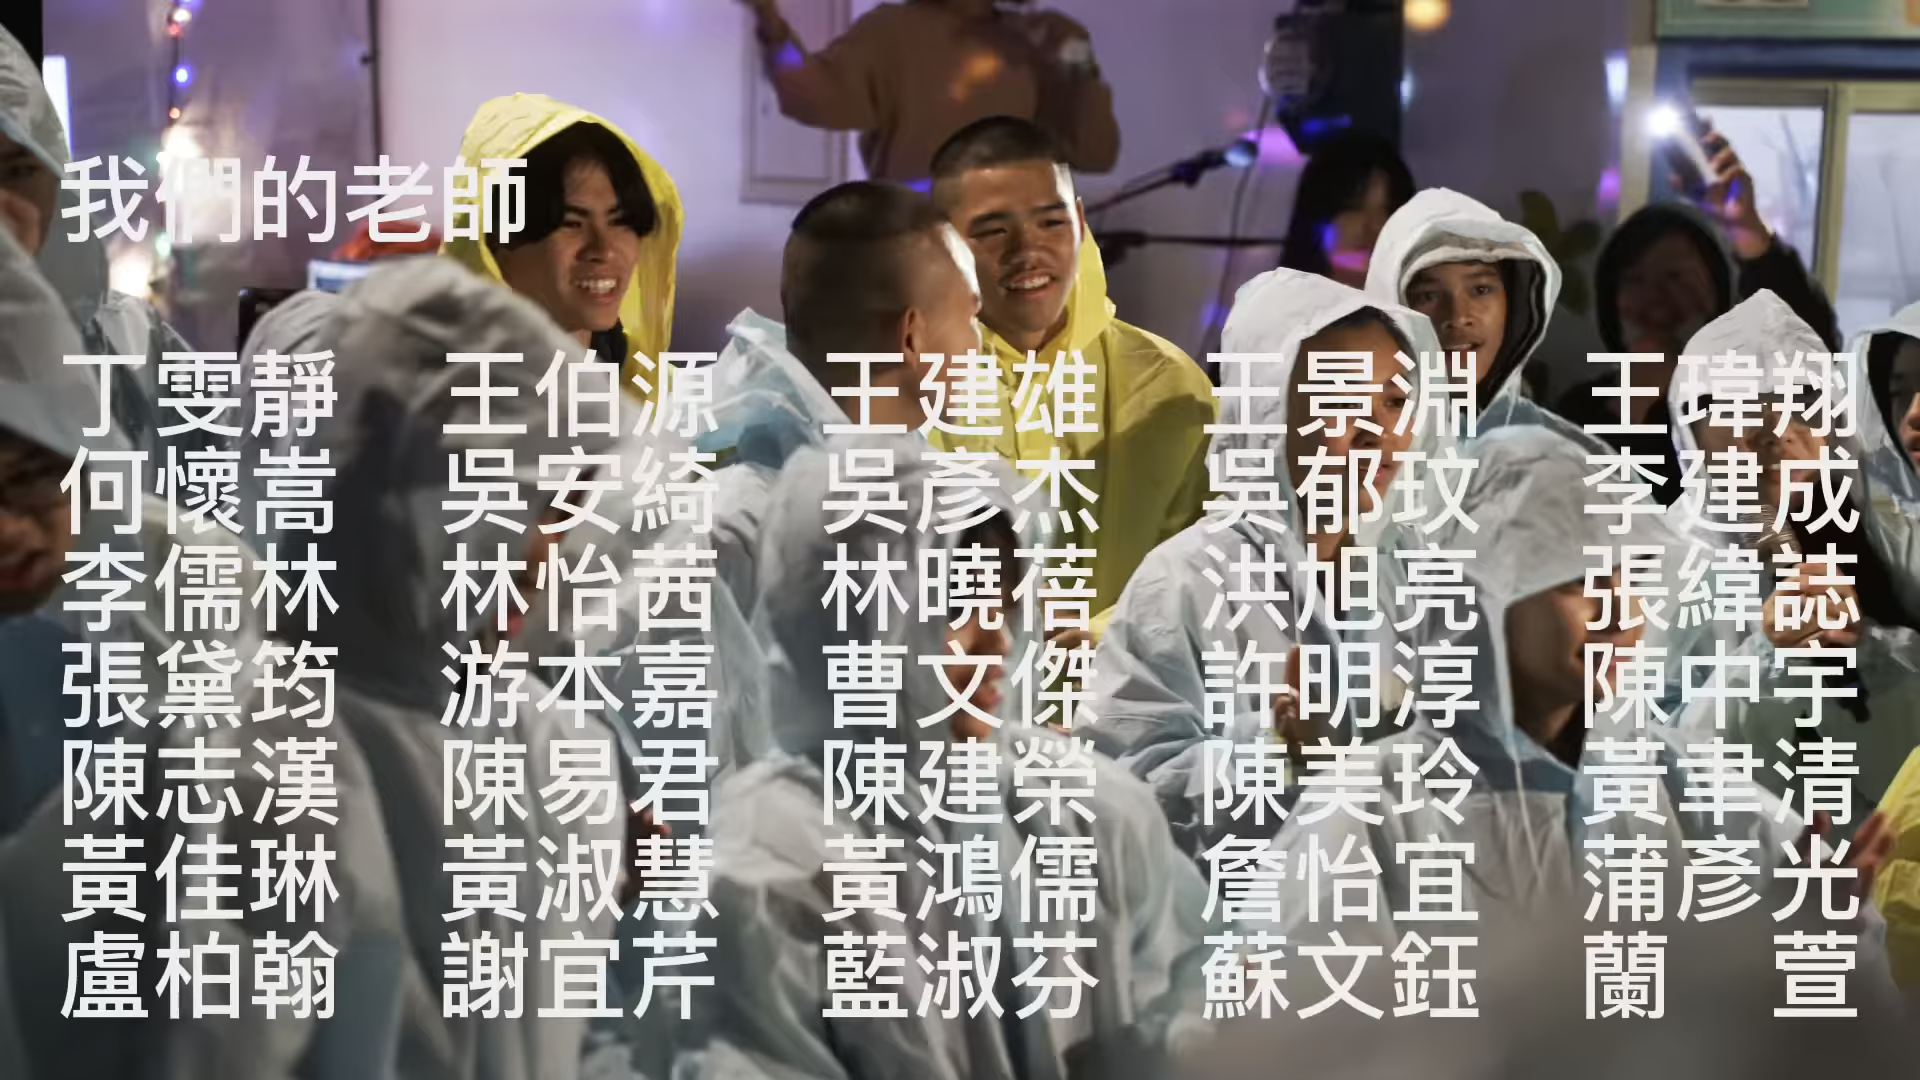 我們的老師
丁雯靜 王伯源 王建雄 王景淵 王瑋翔
何懷嵩 吳安綺 吳彥杰 吳郁玟 李建成
李儒林 林怡茜 林曉蓓 洪旭亮 張緯誌
張黛筠 游本嘉 曹文傑 許明淳 陳中宇
陳志漢 陳易君 陳建榮 陳美玲 黃聿清
黃佳琳 黃淑慧 黃鴻儒 詹怡宜 蒲彥光
盧柏翰 謝宜芹 藍淑芬 蘇文鈺 蘭　萱